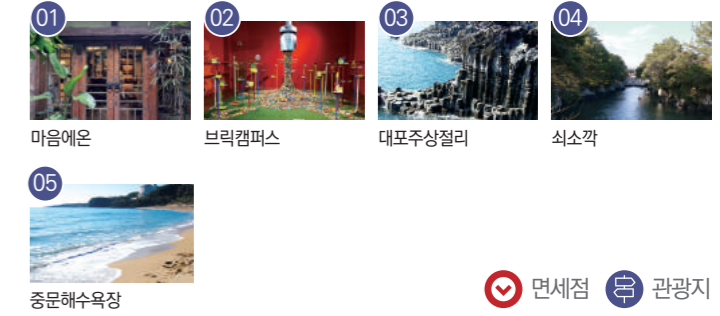 01
마음에온
02
브릭캠퍼스
03
대포주상절리
04
쇠소깍
05
중문해수욕장
면세점
관광지